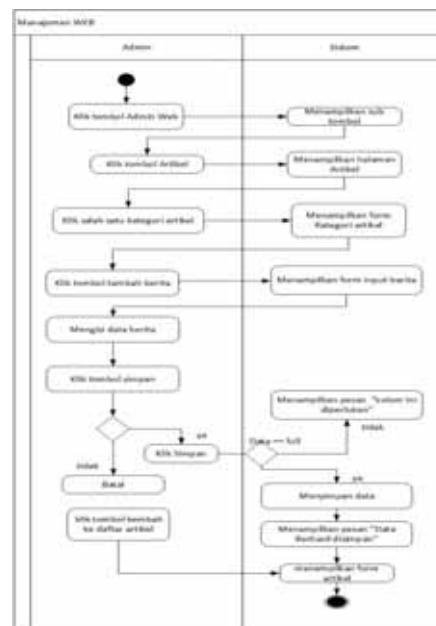 Manajemen WEB
Admin
Sistem
Klik tombol Admin Web
Menampilkan sub
tombol
Klik tombol Artikel
Menampilkan halaman
Artikel
Klik salah satu kategori artikel
Menampilkan form
Kategori artikel
Klik tombol tambah berita
Menampilkan form input berita
Mengisi data berita
Klik tombol simpan
Menampilkan pesan "kolom ini
diperlukan"
tidak
ya
Klik Simpan
Data == full
tidak
Batal
ya
Menyimpan data
Klik tombol kembali
ke daftar artikel
Menampilkan pesan "Data
Berhasil disimpan"
menampilkan form
artikel